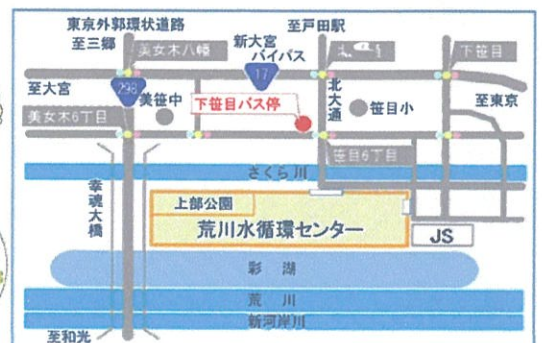 東京外郭環状道路
至三郷
美女木八幡
新大宮
バイパス
至戸田駅
下笹目
17
298
至大宮
美笹中
北大通
笹目小
至東京
美女木6丁目
下笹目バス停
笹目6丁目
さくら川
幸魂大橋
上部公園
荒川水循環センター
JS
彩湖
荒川
新河岸川
至和光